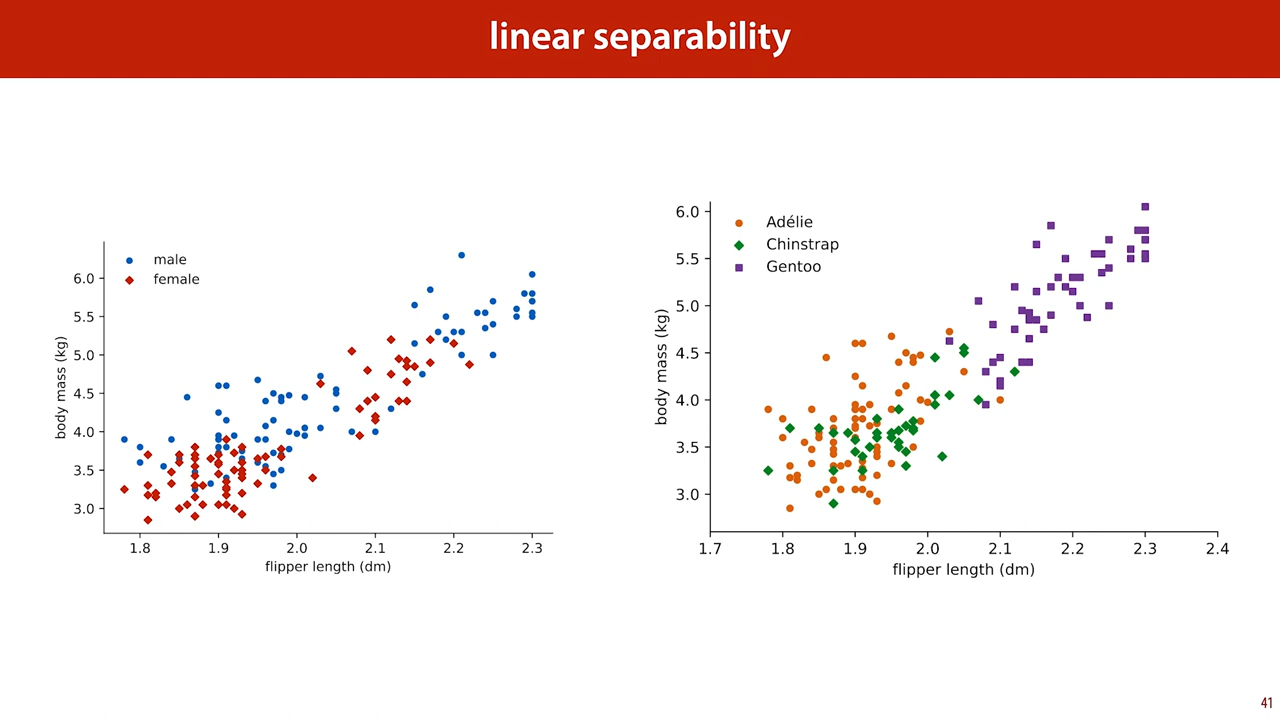 linear separability
male
female
6.0
5.5
5.0
4.5
4.0
3.5
3.0
body mass (kg)
1.8 1.9 2.0 2.1 2.2 2.3
flipper length (dm)
Adélie
Chinstrap
Gentoo
6.0
5.5
5.0
4.5
4.0
3.5
3.0
body mass (kg)
1.7 1.8 1.9 2.0 2.1 2.2 2.3 2.4
flipper length (dm)
41